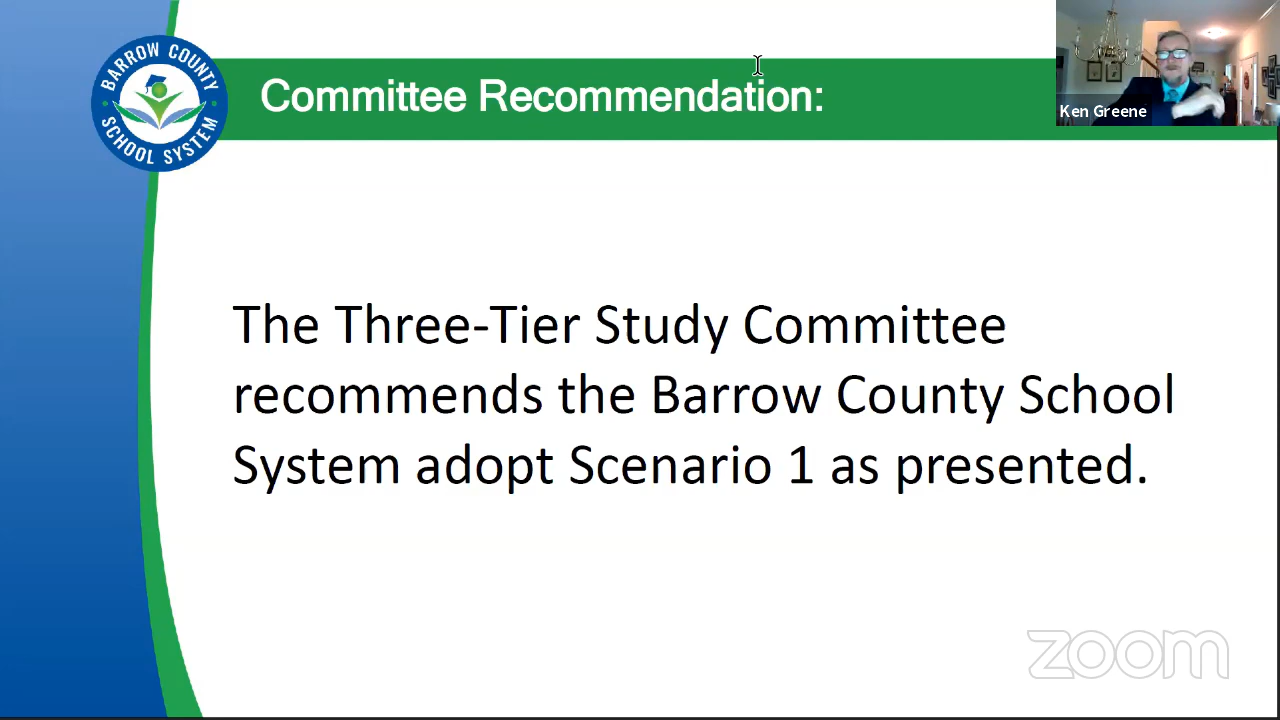 BARROW COUNTY
SCHOOL SYSTEM
Committee Recommendation:
Ken Greene
The Three-Tier Study Committee
recommends the Barrow County School
System adopt Scenario 1 as presented.
zoom